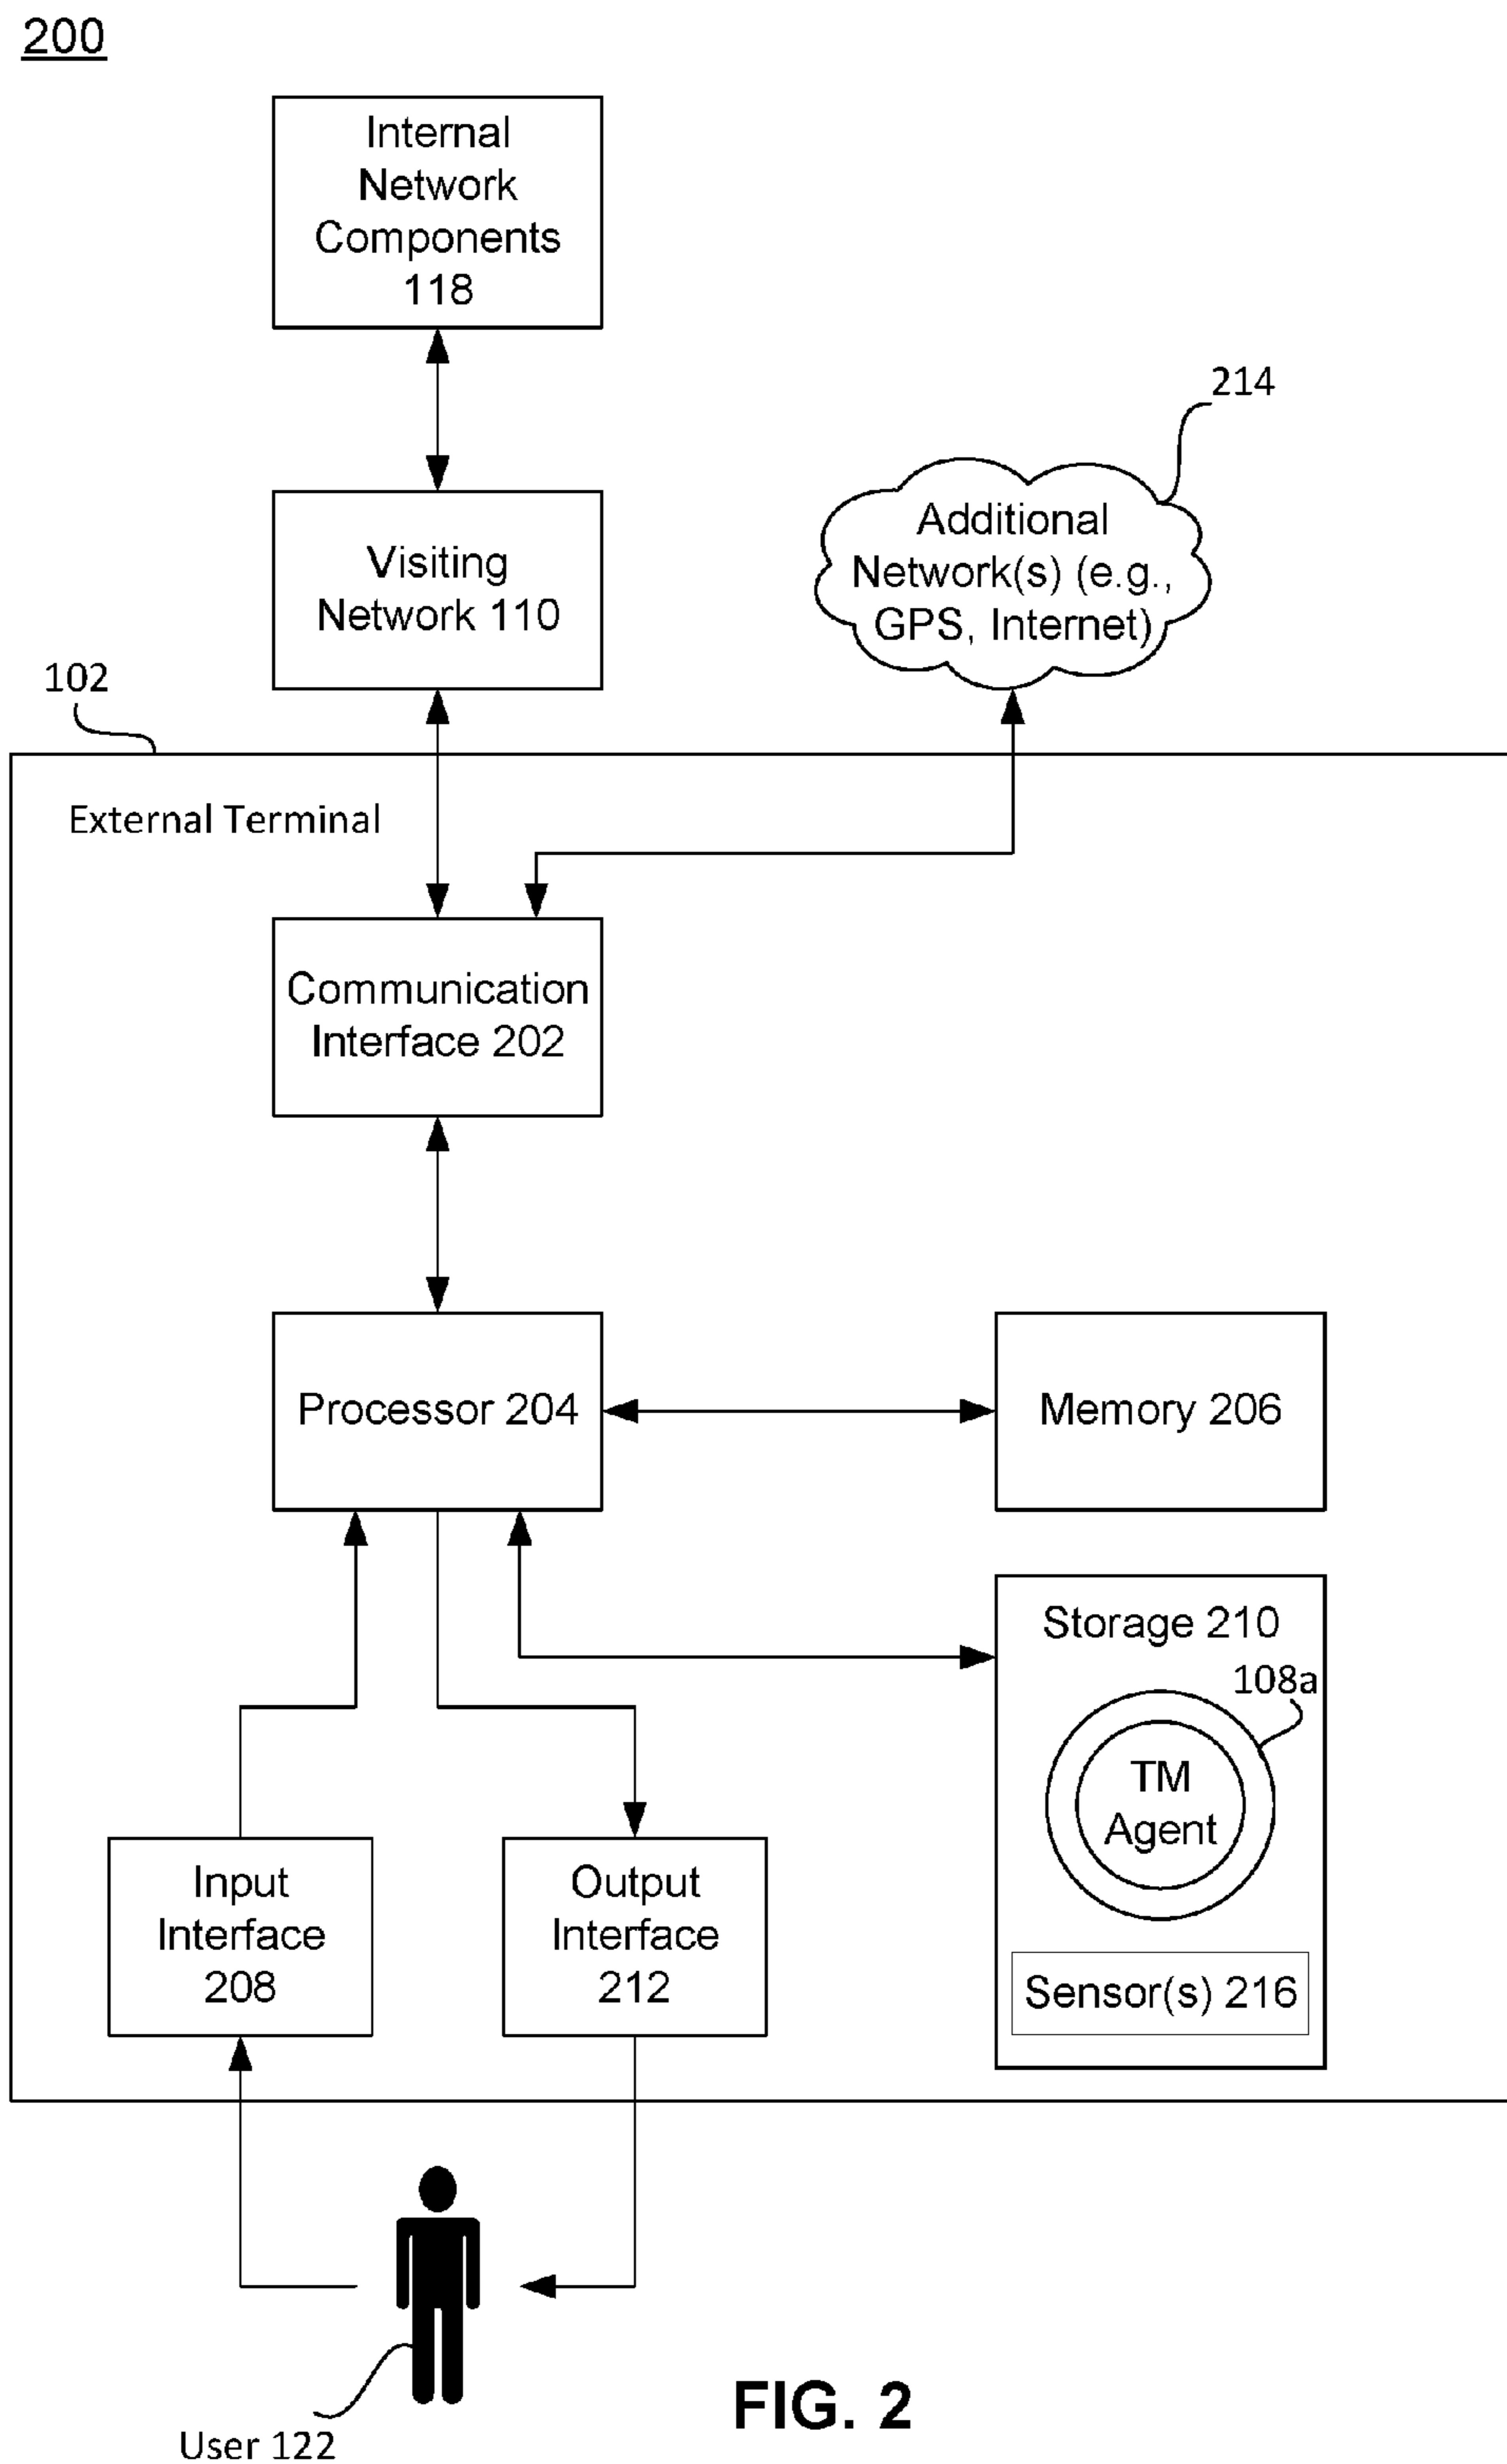 200
Internal
Network
Components
118
214
Additional
Network(s) (e.g.,
GPS, Internet)
Visiting
Network 110
102
External Terminal
Communication
Interface 202
Processor 204
Memory 206
Storage 210
108a
TM
Agent
Sensor(s) 216
Input
Interface
208
Output
Interface
212
User 122
FIG. 2